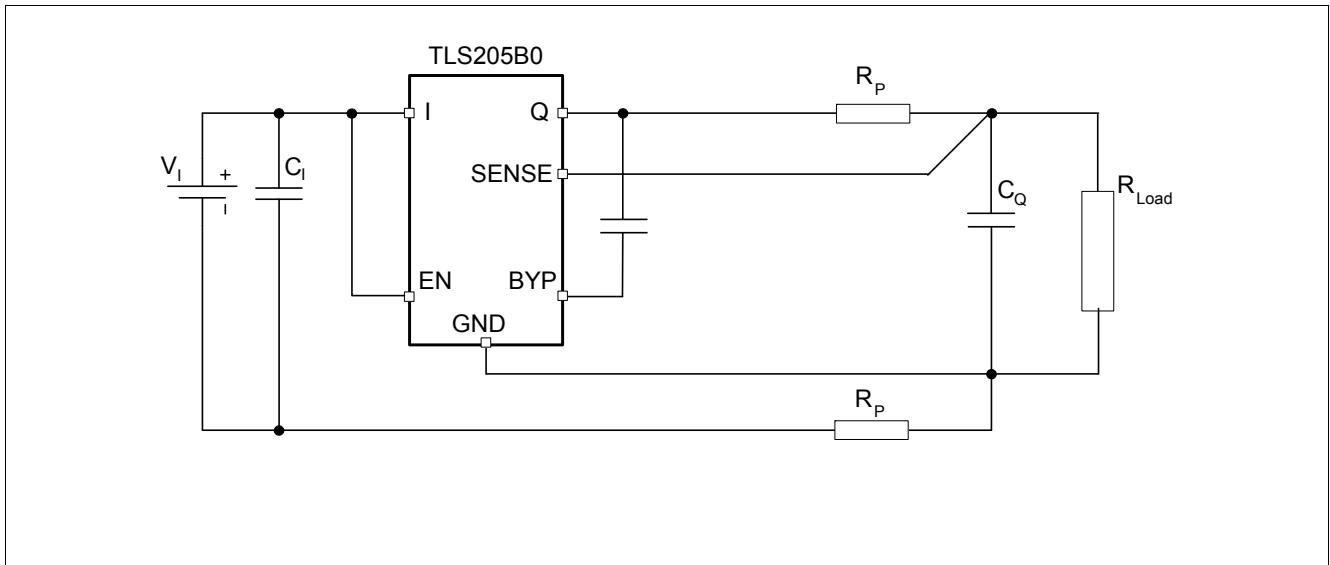 TLS205B0
R_P
I
Q
V_I
+
C_I
SENSE
C_Q
R_Load
EN
BYP
GND
R_P